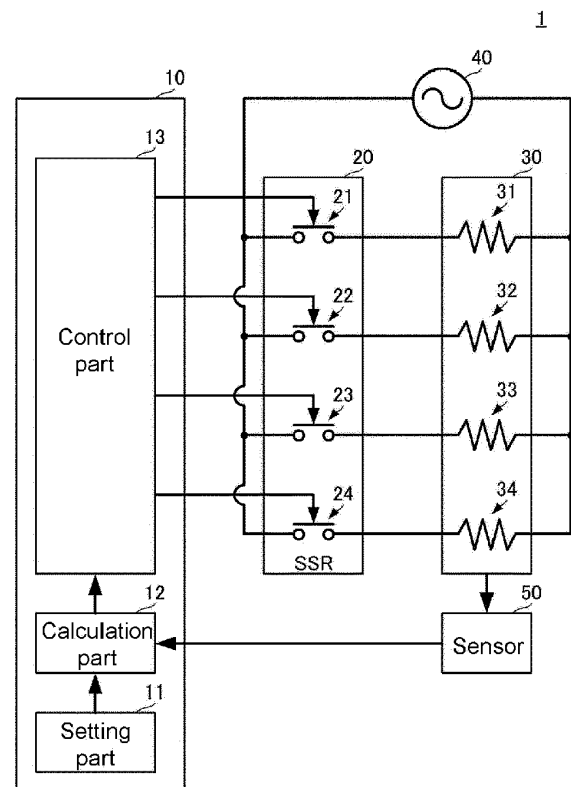 1
10
40
13
20
30
21
31
22
32
Control
part
23
33
24
34
SSR
12
50
Calculation
part
Sensor
11
Setting
part